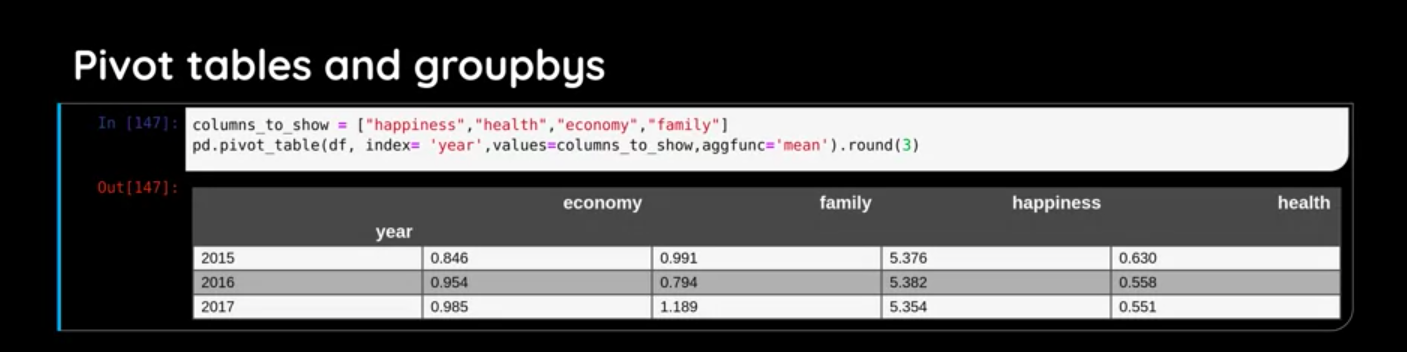 Pivot tables and groupbys
In [147]:
columns_to_show = ["happiness","health","economy","family"]
pd.pivot_table(df, index= 'year',values=columns_to_show,aggfunc='mean').round(3)
Out[147]:
economy family happiness health
year
2015 0.846 0.991 5.376 0.630
2016 0.954 0.794 5.382 0.558
2017 0.985 1.189 5.354 0.551